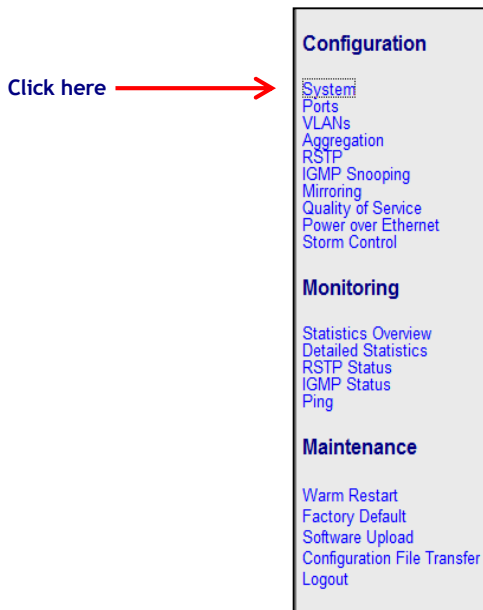 Configuration
Click here
System
Ports
VLANs
Aggregation
RSTP
IGMP Snooping
Mirroring
Quality of Service
Power over Ethernet
Storm Control
Monitoring
Statistics Overview
Detailed Statistics
RSTP Status
IGMP Status
Ping
Maintenance
Warm Restart
Factory Default
Software Upload
Configuration File Transfer
Logout